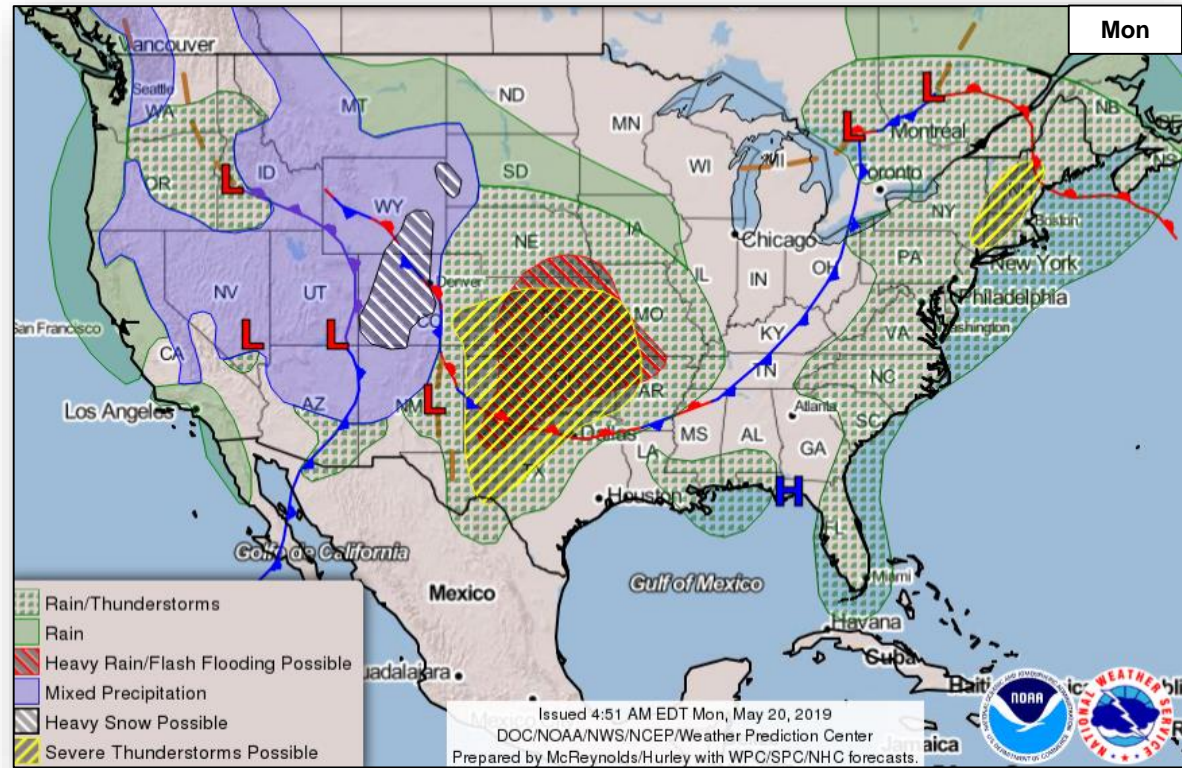 Mon
Vancouver
Seattle
WA
MT
ND
MN
OR
ID
WY
SD
WI
MI
Montreal
NB
NS
Toronto
NY
Boston
NE
IA
Chicago
PA
New York
Philadelphia
NV
UT
Denver
CO
IL
IN
OH
MO
San Francisco
CA
KY
VA
Washington
Los Angeles
AZ
NM
AR
TN
NC
Atlanta
SC
Dallas
MS
AL
GA
LA
TX
Houston
FL
Miami
Golfo de California
Mexico
Gulf of Mexico
Havana
Cuba
L
L
L
L
L
L
H
Rain/Thunderstorms
Rain
Heavy Rain/Flash Flooding Possible
Mixed Precipitation
Heavy Snow Possible
Severe Thunderstorms Possible
uadalajara
Issued 4:51 AM EDT Mon, May 20, 2019
DOC/NOAA/NWS/NCEP/Weather Prediction Center
Prepared by McReynolds/Hurley with WPC/SPC/NHC forecasts.
Jamaica
NOAA
NATIONAL WEATHER SERVICE